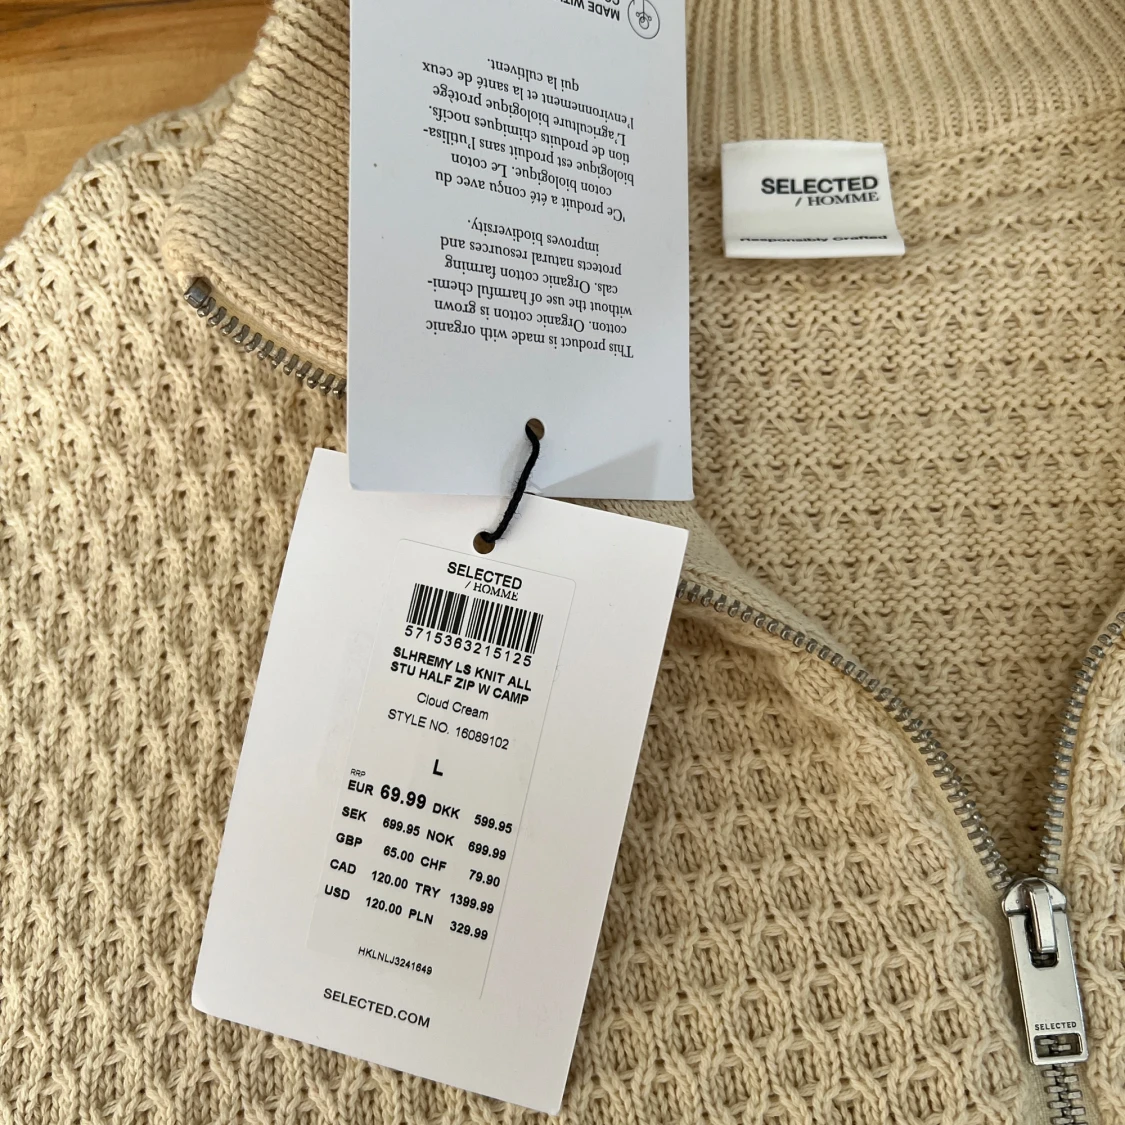 MADE WITH
This product is made with organic
cotton. Organic cotton is grown
without the use of harmful chemi-
cals. Organic cotton farming
protects natural resources and
improves biodiversity.
Ce produit a été conçu avec du
coton biologique. Le coton
biologique est produit sans l'utilisa-
tion de produits chimiques nocifs.
L'agriculture biologique protège
l'environnement et la santé de ceux
qui la cultivent.
SELECTED
/ HOMME
Responsibly Crafted
SELECTED
/ HOMME
5715363215125
SLHREMY LS KNIT ALL
STU HALF ZIP W CAMP
Cloud Cream
STYLE NO. 16089102
L
RRP
EUR 69.99 DKK 599.95
SEK 699.95 NOK 699.99
GBP 65.00 CHF 79.90
CAD 120.00 TRY 1399.99
USD 120.00 PLN 329.99
HKLNLJ3241649
SELECTED.COM
SELECTED